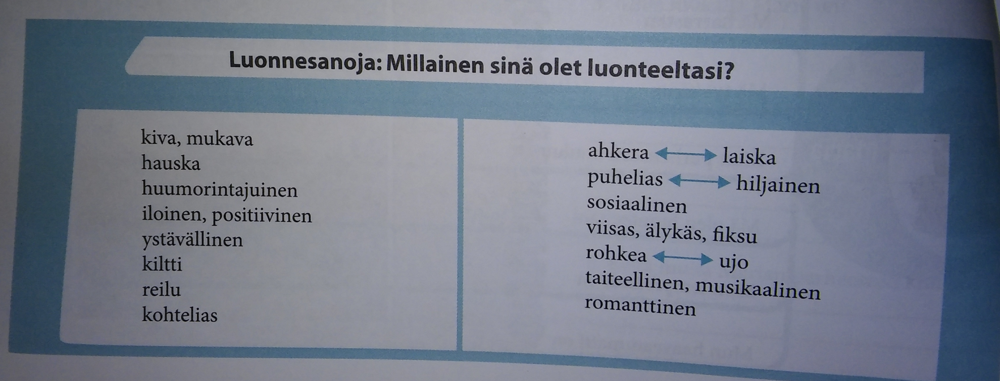 Luonnesanoja: Millainen sinä olet luonteeltasi?
kiva, mukava
hauska
huumorintajuinen
iloinen, positiivinen
ystävällinen
kiltti
reilu
kohtelias
ahkera ↔ laiska
puhelias ↔ hiljainen
sosiaalinen
viisas, älykäs, fiksu
rohkea ↔ ujo
taiteellinen, musikaalinen
romanttinen